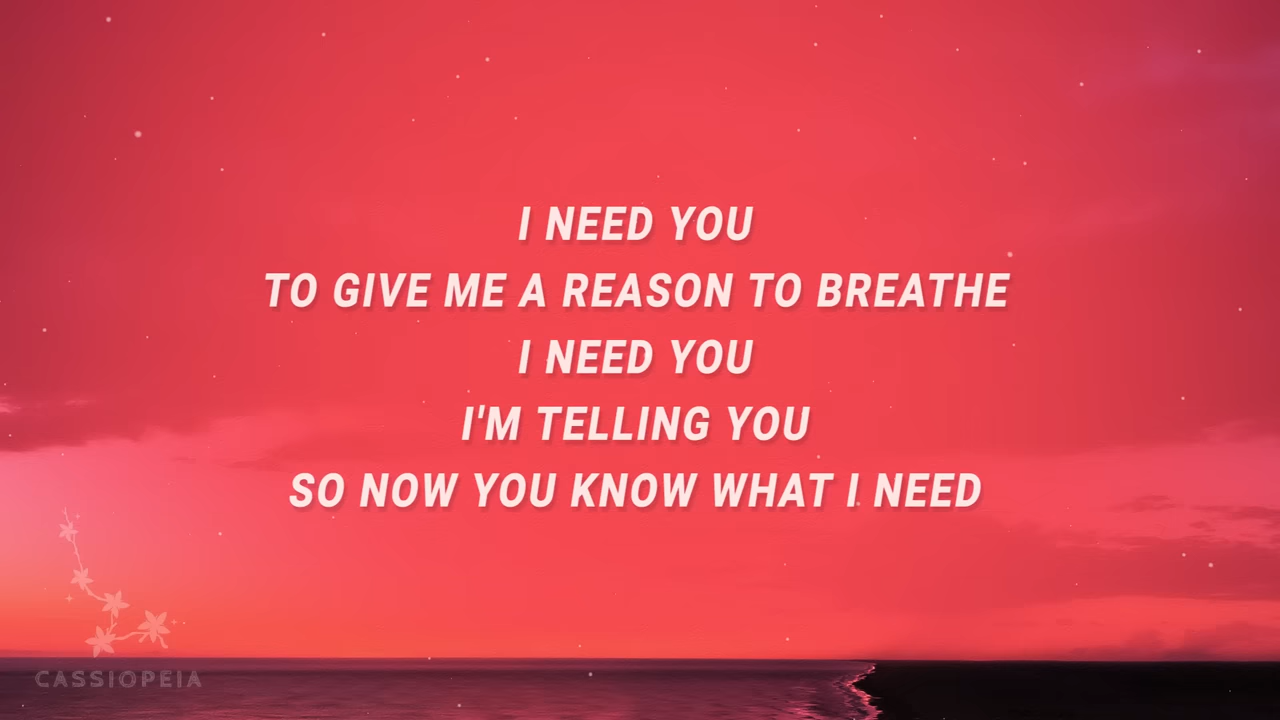 I NEED YOU
TO GIVE ME A REASON TO BREATHE
I NEED YOU
I'M TELLING YOU
SO NOW YOU KNOW WHAT I NEED
CASSIOPEIA